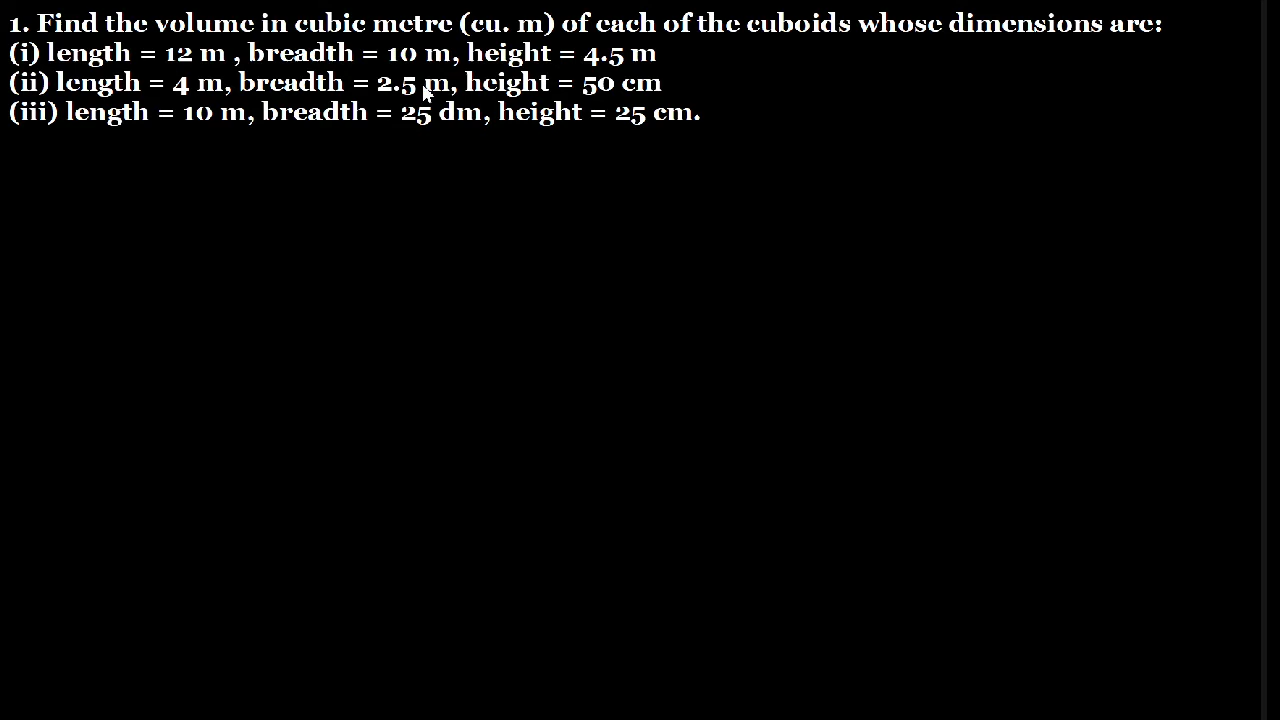 1. Find the volume in cubic metre (cu. m) of each of the cuboids whose dimensions are:
(i) length = 12 m , breadth = 10 m, height = 4.5 m
(ii) length = 4 m, breadth = 2.5 m, height = 50 cm
(iii) length = 10 m, breadth = 25 dm, height = 25 cm.